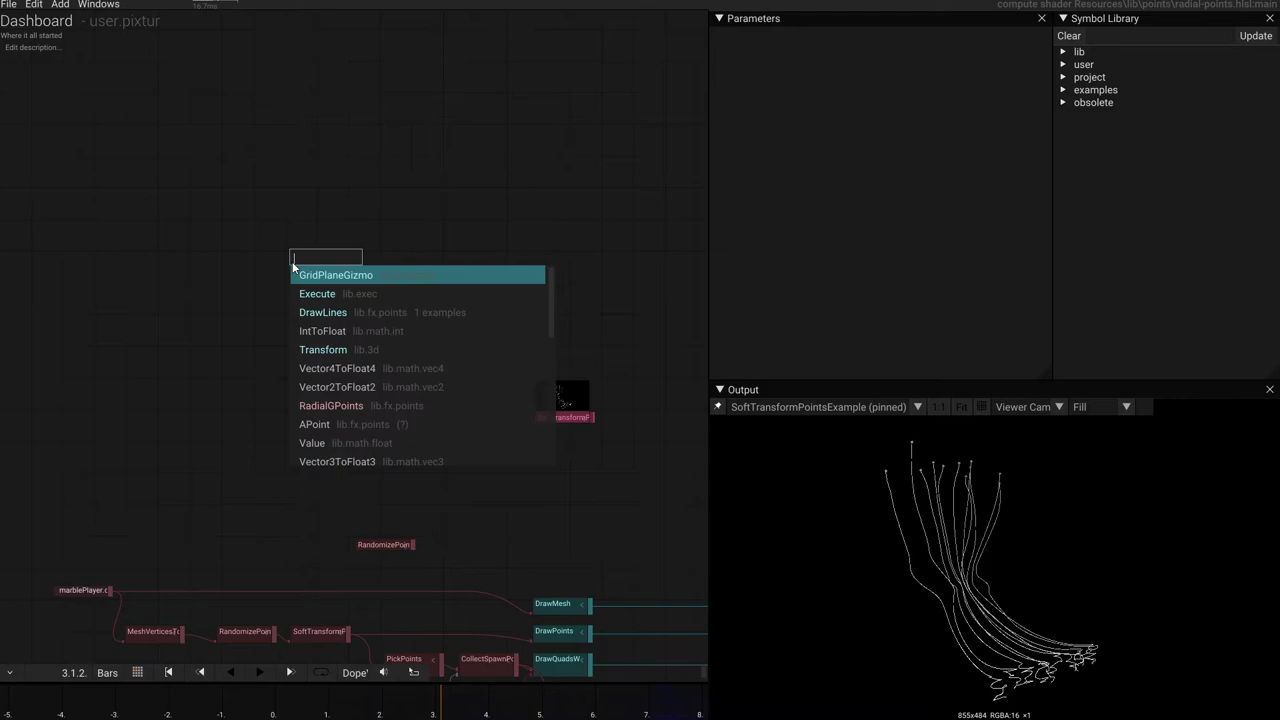 File Edit Add Windows
16.7ms
compute shader Resources\lib\points\radial-points.hlsl:main
Dashboard - user.pixtur
Where it all started
Edit description...
Parameters
Symbol Library
Clear
Update
lib
user
project
examples
obsolete
GridPlaneGizmo
Execute lib.exec
DrawLines lib.fx.points 1 examples
IntToFloat lib.math.int
Transform lib.3d
Vector4ToFloat4 lib.math.vec4
Vector2ToFloat2 lib.math.vec2
RadialGPoints lib.fx.points
APoint lib.fx.points (?)
Value lib.math.float
Vector3ToFloat3 lib.math.vec3
ransformF
Output
SoftTransformPointsExample (pinned) 1:1 Fit Viewer Cam Fill
RandomizePoin
marblePlayer.c
DrawMesh <
MeshVerticesTo
RandomizePoin
SoftTransformF
DrawPoints <
PickPoints <
CollectSpawnPo
DrawQuadsW
3.1.2. Bars
Dope'
-4. -3. -2. -1. 0. 1. 2. 3. 4. 5. 6. 7. 8.
855x484 RGBA:16 ×1